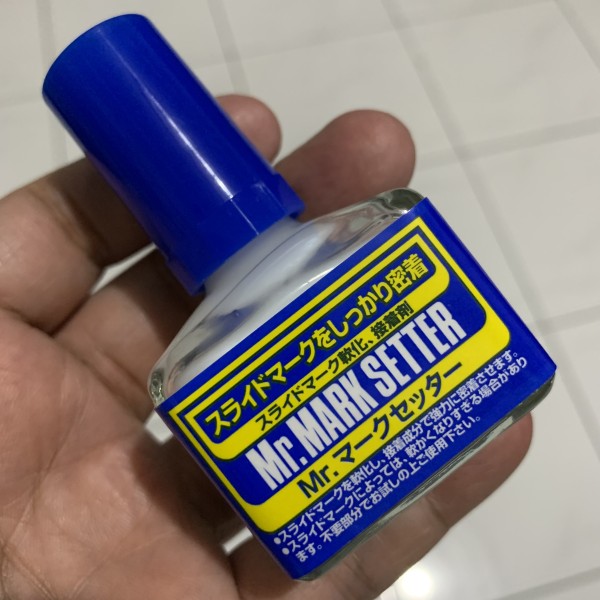 スライドマークをしっかり密着
スライドマーク軟化、接着剤
Mr. MARK SETTER
Mr. マークセッター
●スライドマークを軟化し、接着成分で強力に密着させます。
●スライドマークによっては、軟かくなりすぎる場合があり
ます。不要部分でお試しの上ご使用下さい。